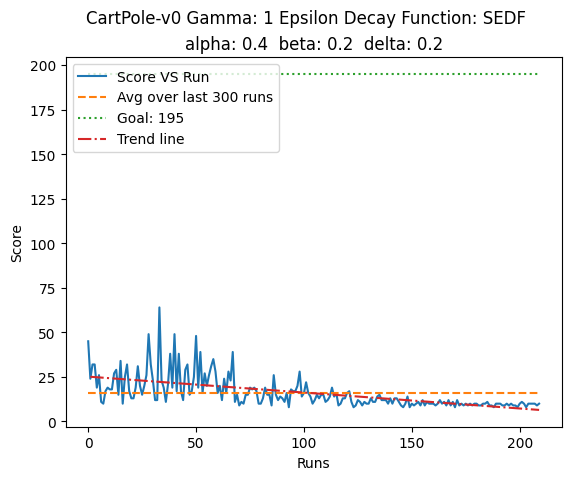 CartPole-v0 Gamma: 1 Epsilon Decay Function: SEDF
alpha: 0.4  beta: 0.2  delta: 0.2
Score VS Run
Avg over last 300 runs
Goal: 195
Trend line
200
175
150
125
100
75
50
25
0
Score
0
50
100
150
200
Runs